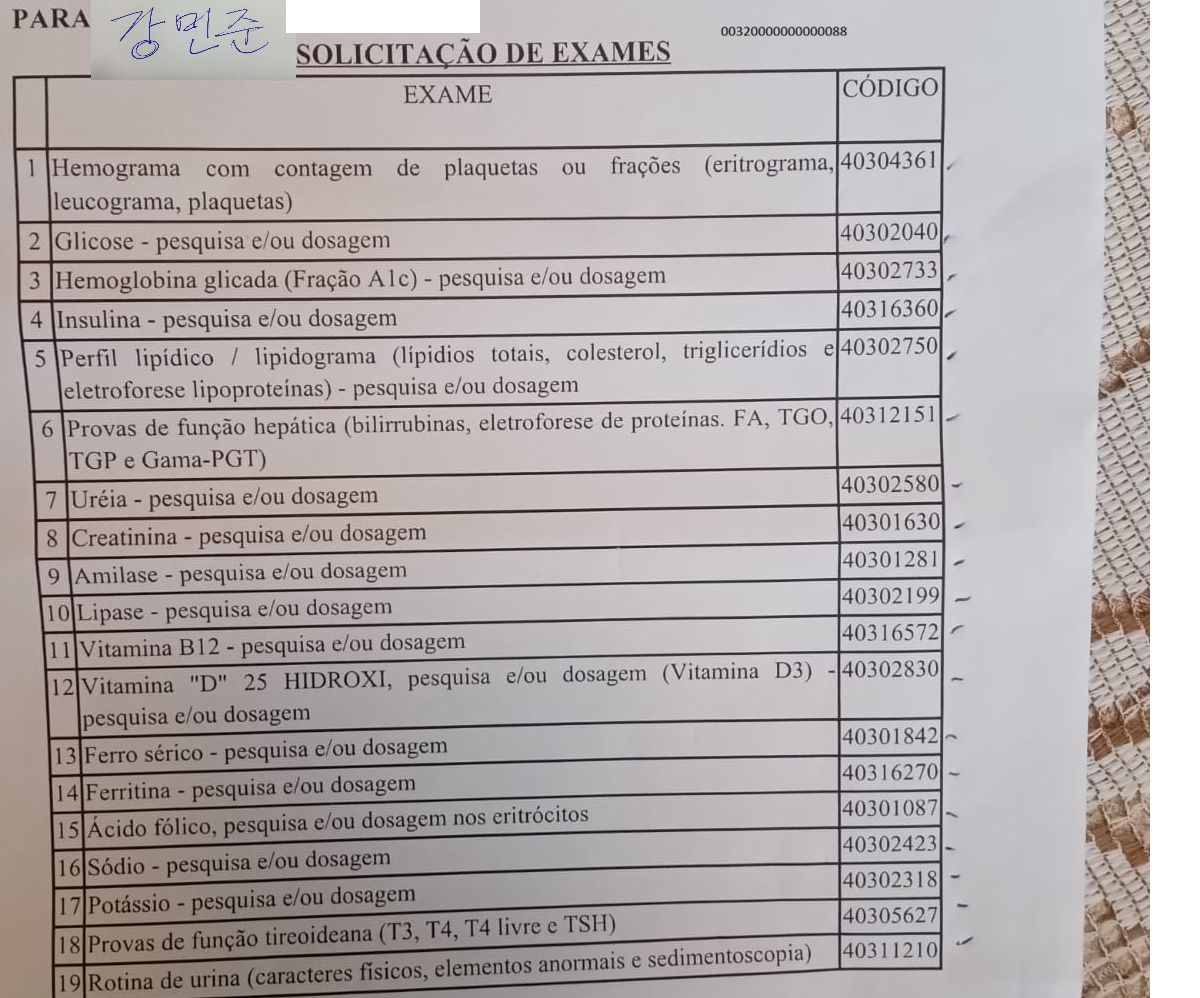 PARA 강민준
00320000000000088
SOLICITAÇÃO DE EXAMES
EXAME CÓDIGO
1 Hemograma com contagem de plaquetas ou frações (eritrograma, 40304361
leucograma, plaquetas)
2 Glicose - pesquisa e/ou dosagem 40302040
3 Hemoglobina glicada (Fração A1c) - pesquisa e/ou dosagem 40302733
4 Insulina - pesquisa e/ou dosagem 40316360
5 Perfil lipídico / lipidograma (lípidios totais, colesterol, triglicerídios e 40302750
eletroforese lipoproteínas) - pesquisa e/ou dosagem
6 Provas de função hepática (bilirrubinas, eletroforese de proteínas. FA, TGO, 40312151
TGP e Gama-PGT)
7 Uréia - pesquisa e/ou dosagem 40302580
8 Creatinina - pesquisa e/ou dosagem 40301630
9 Amilase - pesquisa e/ou dosagem 40301281
10 Lipase - pesquisa e/ou dosagem 40302199
11 Vitamina B12 - pesquisa e/ou dosagem 40316572
12 Vitamina "D" 25 HIDROXI, pesquisa e/ou dosagem (Vitamina D3) - 40302830
pesquisa e/ou dosagem
13 Ferro sérico - pesquisa e/ou dosagem 40301842
14 Ferritina - pesquisa e/ou dosagem 40316270
15 Ácido fólico, pesquisa e/ou dosagem nos eritrócitos 40301087
16 Sódio - pesquisa e/ou dosagem 40302423
17 Potássio - pesquisa e/ou dosagem 40302318
18 Provas de função tireoideana (T3, T4, T4 livre e TSH) 40305627
19 Rotina de urina (caracteres físicos, elementos anormais e sedimentoscopia) 40311210